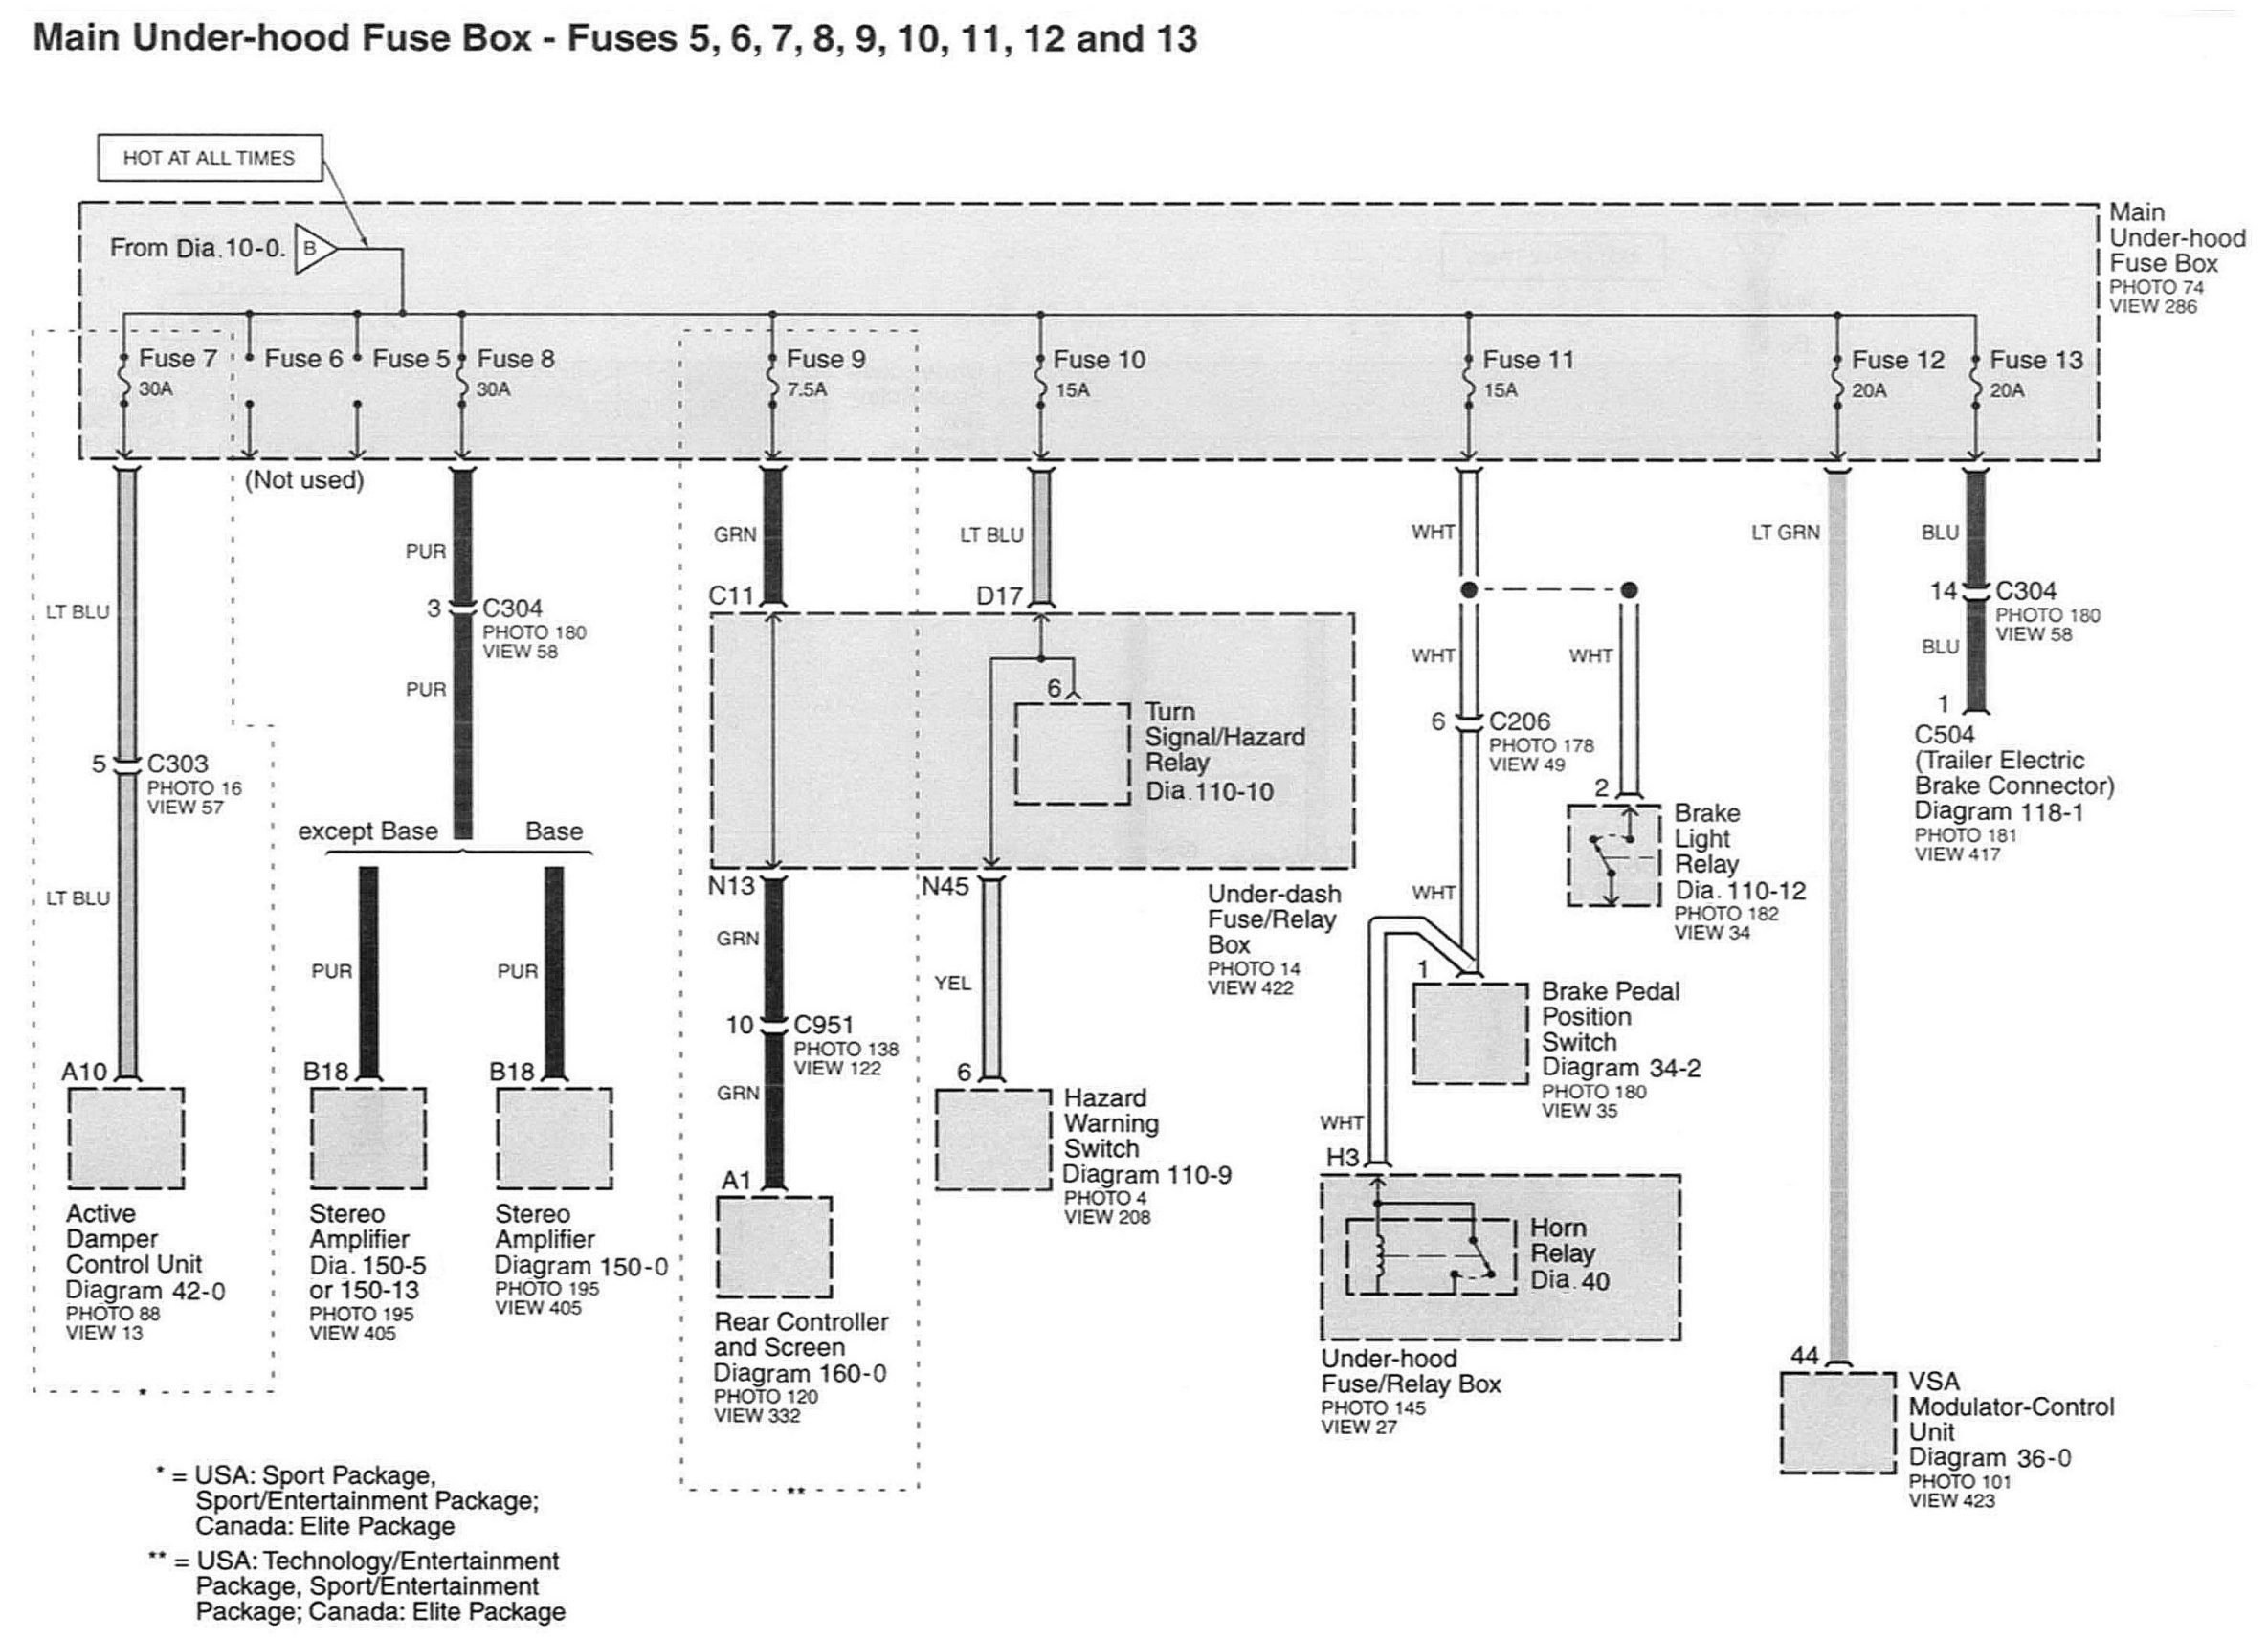 Main Under-hood Fuse Box - Fuses 5, 6, 7, 8, 9, 10, 11, 12 and 13
HOT AT ALL TIMES
From Dia. 10-0.
B
Main
Under-hood
Fuse Box
PHOTO 74
VIEW 286
Fuse 7
30A
Fuse 6
Fuse 5
Fuse 8
30A
Fuse 9
7.5A
Fuse 10
15A
Fuse 11
15A
Fuse 12
20A
Fuse 13
20A
(Not used)
LT BLU
5
C303
PHOTO 16
VIEW 57
LT BLU
A10
Active
Damper
Control Unit
Diagram 42-0
PHOTO 88
VIEW 13
*
PUR
3
C304
PHOTO 180
VIEW 58
PUR
except Base
Base
PUR
PUR
B18
B18
Stereo
Amplifier
Dia. 150-5
or 150-13
PHOTO 195
VIEW 405
Stereo
Amplifier
Diagram 150-0
PHOTO 195
VIEW 405
GRN
C11
LT BLU
D17
6
Turn
Signal/Hazard
Relay
Dia. 110-10
N13
N45
Under-dash
Fuse/Relay
Box
PHOTO 14
VIEW 422
GRN
10
C951
PHOTO 138
VIEW 122
GRN
A1
Rear Controller
and Screen
Diagram 160-0
PHOTO 120
VIEW 332
**
YEL
6
Hazard
Warning
Switch
Diagram 110-9
PHOTO 4
VIEW 208
WHT
WHT
WHT
6
C206
PHOTO 178
VIEW 49
2
Brake
Light
Relay
Dia. 110-12
PHOTO 182
VIEW 34
WHT
1
Brake Pedal
Position
Switch
Diagram 34-2
PHOTO 180
VIEW 35
WHT
H3
Horn
Relay
Dia. 40
Under-hood
Fuse/Relay Box
PHOTO 145
VIEW 27
LT GRN
44
VSA
Modulator-Control
Unit
Diagram 36-0
PHOTO 101
VIEW 423
BLU
14
C304
PHOTO 180
VIEW 58
BLU
1
C504
(Trailer Electric
Brake Connector)
Diagram 118-1
PHOTO 181
VIEW 417
* = USA: Sport Package,
Sport/Entertainment Package;
Canada: Elite Package
** = USA: Technology/Entertainment
Package, Sport/Entertainment
Package; Canada: Elite Package